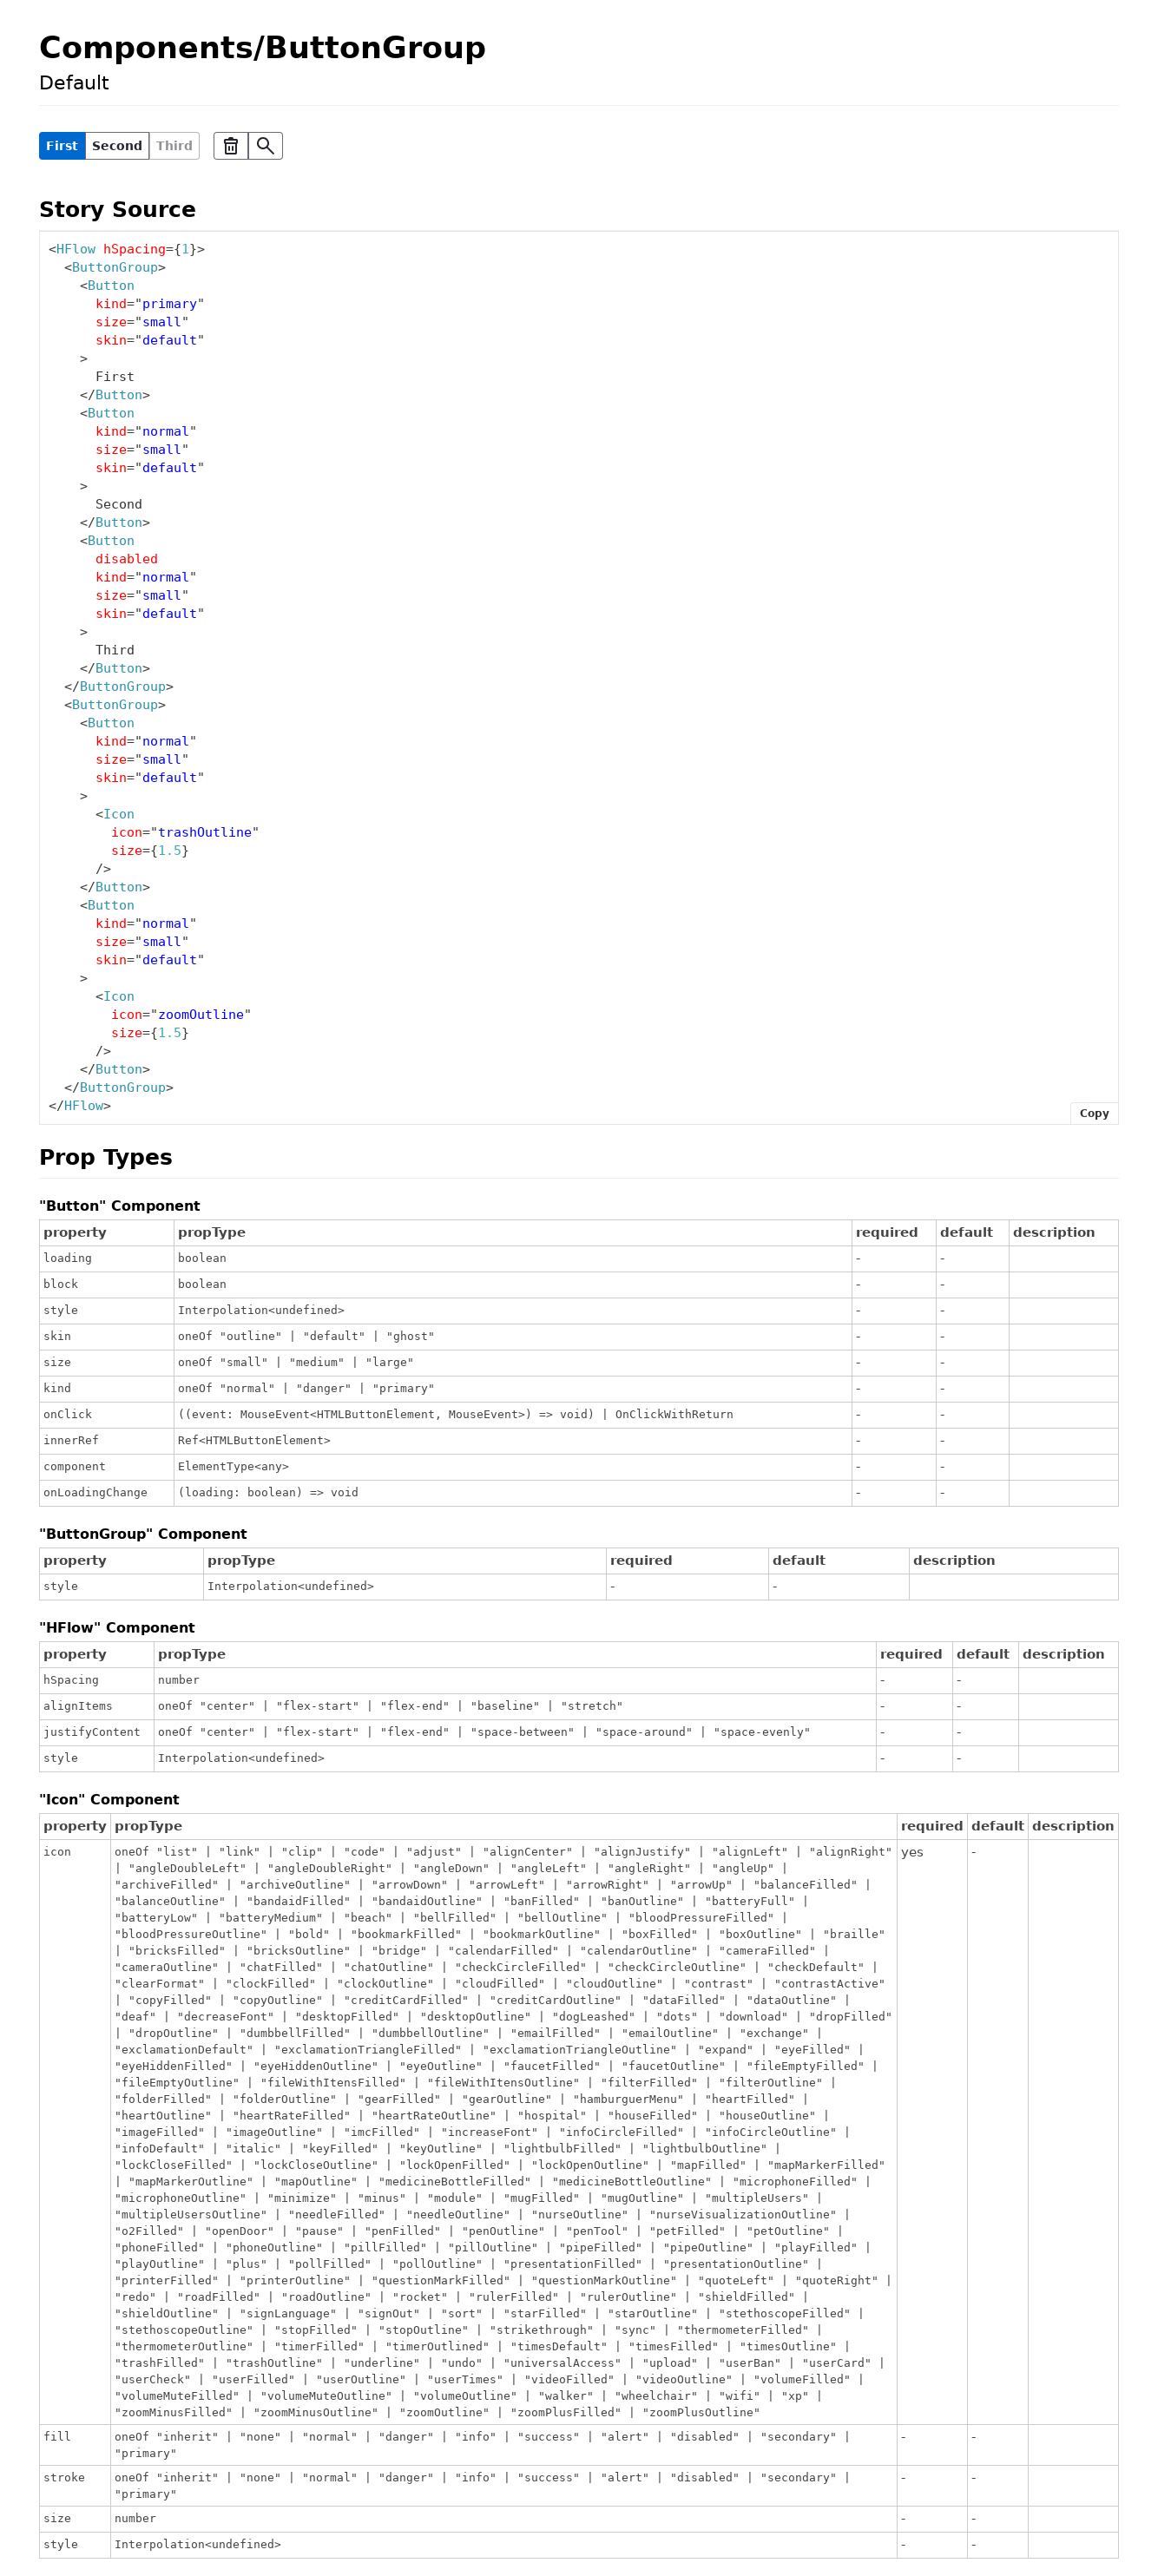 Components/ButtonGroup
Default
First Second Third
Story Source
<HFlow hSpacing={1}>
  <ButtonGroup>
    <Button
      kind="primary"
      size="small"
      skin="default"
    >
      First
    </Button>
    <Button
      kind="normal"
      size="small"
      skin="default"
    >
      Second
    </Button>
    <Button
      disabled
      kind="normal"
      size="small"
      skin="default"
    >
      Third
    </Button>
  </ButtonGroup>
  <ButtonGroup>
    <Button
      kind="normal"
      size="small"
      skin="default"
    >
      <Icon
        icon="trashOutline"
        size={1.5}
      />
    </Button>
    <Button
      kind="normal"
      size="small"
      skin="default"
    >
      <Icon
        icon="zoomOutline"
        size={1.5}
      />
    </Button>
  </ButtonGroup>
</HFlow>
Copy
Prop Types
"Button" Component
property propType required default description
loading boolean - -
block boolean - -
style Interpolation<undefined> - -
skin oneOf "outline" | "default" | "ghost" - -
size oneOf "small" | "medium" | "large" - -
kind oneOf "normal" | "danger" | "primary" - -
onClick ((event: MouseEvent<HTMLButtonElement, MouseEvent>) => void) | OnClickWithReturn - -
innerRef Ref<HTMLButtonElement> - -
component ElementType<any> - -
onLoadingChange (loading: boolean) => void - -
"ButtonGroup" Component
property propType required default description
style Interpolation<undefined> - -
"HFlow" Component
property propType required default description
hSpacing number - -
alignItems oneOf "center" | "flex-start" | "flex-end" | "baseline" | "stretch" - -
justifyContent oneOf "center" | "flex-start" | "flex-end" | "space-between" | "space-around" | "space-evenly" - -
style Interpolation<undefined> - -
"Icon" Component
property propType required default description
icon oneOf "list" | "link" | "clip" | "code" | "adjust" | "alignCenter" | "alignJustify" | "alignLeft" | "alignRight" yes -
| "angleDoubleLeft" | "angleDoubleRight" | "angleDown" | "angleLeft" | "angleRight" | "angleUp" |
"archiveFilled" | "archiveOutline" | "arrowDown" | "arrowLeft" | "arrowRight" | "arrowUp" | "balanceFilled" |
"balanceOutline" | "bandaidFilled" | "bandaidOutline" | "banFilled" | "banOutline" | "batteryFull" |
"batteryLow" | "batteryMedium" | "beach" | "bellFilled" | "bellOutline" | "bloodPressureFilled" |
"bloodPressureOutline" | "bold" | "bookmarkFilled" | "bookmarkOutline" | "boxFilled" | "boxOutline" | "braille"
| "bricksFilled" | "bricksOutline" | "bridge" | "calendarFilled" | "calendarOutline" | "cameraFilled" |
"cameraOutline" | "chatFilled" | "chatOutline" | "checkCircleFilled" | "checkCircleOutline" | "checkDefault" |
"clearFormat" | "clockFilled" | "clockOutline" | "cloudFilled" | "cloudOutline" | "contrast" | "contrastActive"
| "copyFilled" | "copyOutline" | "creditCardFilled" | "creditCardOutline" | "dataFilled" | "dataOutline" |
"deaf" | "decreaseFont" | "desktopFilled" | "desktopOutline" | "dogLeashed" | "dots" | "download" | "dropFilled"
| "dropOutline" | "dumbbellFilled" | "dumbbellOutline" | "emailFilled" | "emailOutline" | "exchange" |
"exclamationDefault" | "exclamationTriangleFilled" | "exclamationTriangleOutline" | "expand" | "eyeFilled" |
"eyeHiddenFilled" | "eyeHiddenOutline" | "eyeOutline" | "faucetFilled" | "faucetOutline" | "fileEmptyFilled" |
"fileEmptyOutline" | "fileWithItensFilled" | "fileWithItensOutline" | "filterFilled" | "filterOutline" |
"folderFilled" | "folderOutline" | "gearFilled" | "gearOutline" | "hamburguerMenu" | "heartFilled" |
"heartOutline" | "heartRateFilled" | "heartRateOutline" | "hospital" | "houseFilled" | "houseOutline" |
"imageFilled" | "imageOutline" | "imcFilled" | "increaseFont" | "infoCircleFilled" | "infoCircleOutline" |
"infoDefault" | "italic" | "keyFilled" | "keyOutline" | "lightbulbFilled" | "lightbulbOutline" |
"lockCloseFilled" | "lockCloseOutline" | "lockOpenFilled" | "lockOpenOutline" | "mapFilled" | "mapMarkerFilled"
| "mapMarkerOutline" | "mapOutline" | "medicineBottleFilled" | "medicineBottleOutline" | "microphoneFilled" |
"microphoneOutline" | "minimize" | "minus" | "module" | "mugFilled" | "mugOutline" | "multipleUsers" |
"multipleUsersOutline" | "needleFilled" | "needleOutline" | "nurseOutline" | "nurseVisualizationOutline" |
"o2Filled" | "openDoor" | "pause" | "penFilled" | "penOutline" | "penTool" | "petFilled" | "petOutline" |
"phoneFilled" | "phoneOutline" | "pillFilled" | "pillOutline" | "pipeFilled" | "pipeOutline" | "playFilled" |
"playOutline" | "plus" | "pollFilled" | "pollOutline" | "presentationFilled" | "presentationOutline" |
"printerFilled" | "printerOutline" | "questionMarkFilled" | "questionMarkOutline" | "quoteLeft" | "quoteRight" |
"redo" | "roadFilled" | "roadOutline" | "rocket" | "rulerFilled" | "rulerOutline" | "shieldFilled" |
"shieldOutline" | "signLanguage" | "signOut" | "sort" | "starFilled" | "starOutline" | "stethoscopeFilled" |
"stethoscopeOutline" | "stopFilled" | "stopOutline" | "strikethrough" | "sync" | "thermometerFilled" |
"thermometerOutline" | "timerFilled" | "timerOutlined" | "timesDefault" | "timesFilled" | "timesOutline" |
"trashFilled" | "trashOutline" | "underline" | "undo" | "universalAccess" | "upload" | "userBan" | "userCard" |
"userCheck" | "userFilled" | "userOutline" | "userTimes" | "videoFilled" | "videoOutline" | "volumeFilled" |
"volumeMuteFilled" | "volumeMuteOutline" | "volumeOutline" | "walker" | "wheelchair" | "wifi" | "xp" |
"zoomMinusFilled" | "zoomMinusOutline" | "zoomOutline" | "zoomPlusFilled" | "zoomPlusOutline"
fill oneOf "inherit" | "none" | "normal" | "danger" | "info" | "success" | "alert" | "disabled" | "secondary" | - -
"primary"
stroke oneOf "inherit" | "none" | "normal" | "danger" | "info" | "success" | "alert" | "disabled" | "secondary" | - -
"primary"
size number - -
style Interpolation<undefined> - -